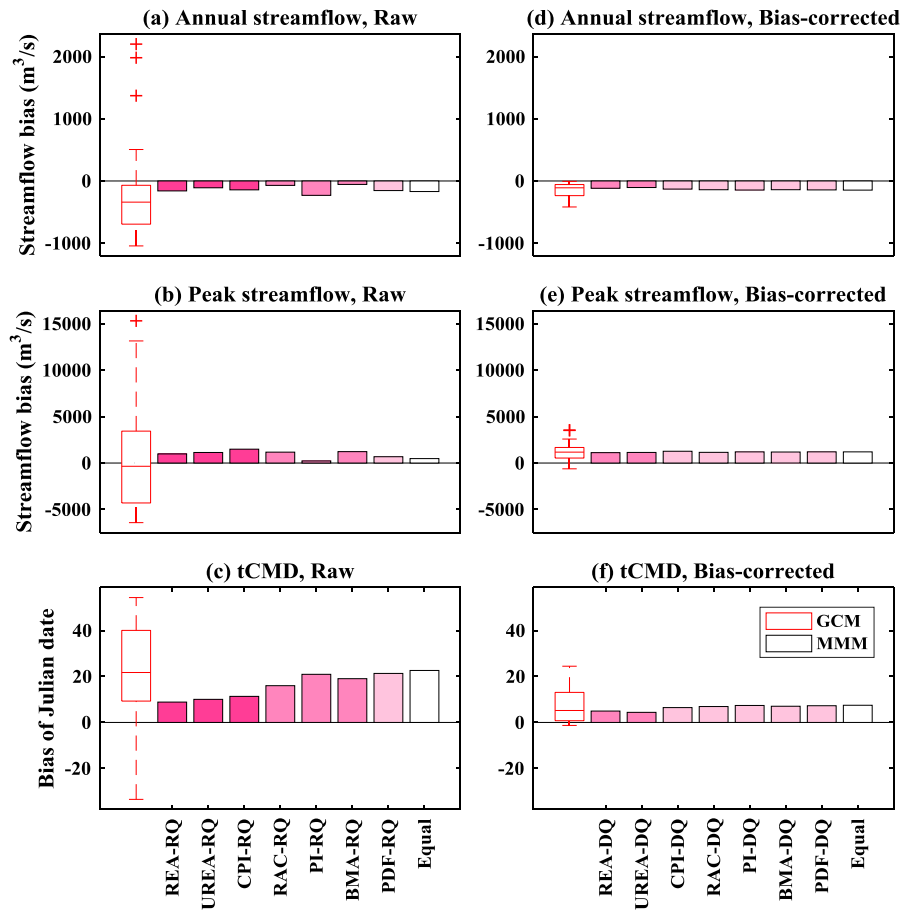 (a) Annual streamflow, Raw
Streamflow bias (m³/s)
2000
1000
0
-1000
(d) Annual streamflow, Bias-corrected
2000
1000
0
-1000
(b) Peak streamflow, Raw
Streamflow bias (m³/s)
15000
10000
5000
0
-5000
(e) Peak streamflow, Bias-corrected
15000
10000
5000
0
-5000
(c) tCMD, Raw
Bias of Julian date
40
20
0
-20
REA-RQ
UREA-RQ
CPI-RQ
RAC-RQ
PI-RQ
BMA-RQ
PDF-RQ
Equal
(f) tCMD, Bias-corrected
GCM
MMM
40
20
0
-20
REA-DQ
UREA-DQ
CPI-DQ
RAC-DQ
PI-DQ
BMA-DQ
PDF-DQ
Equal